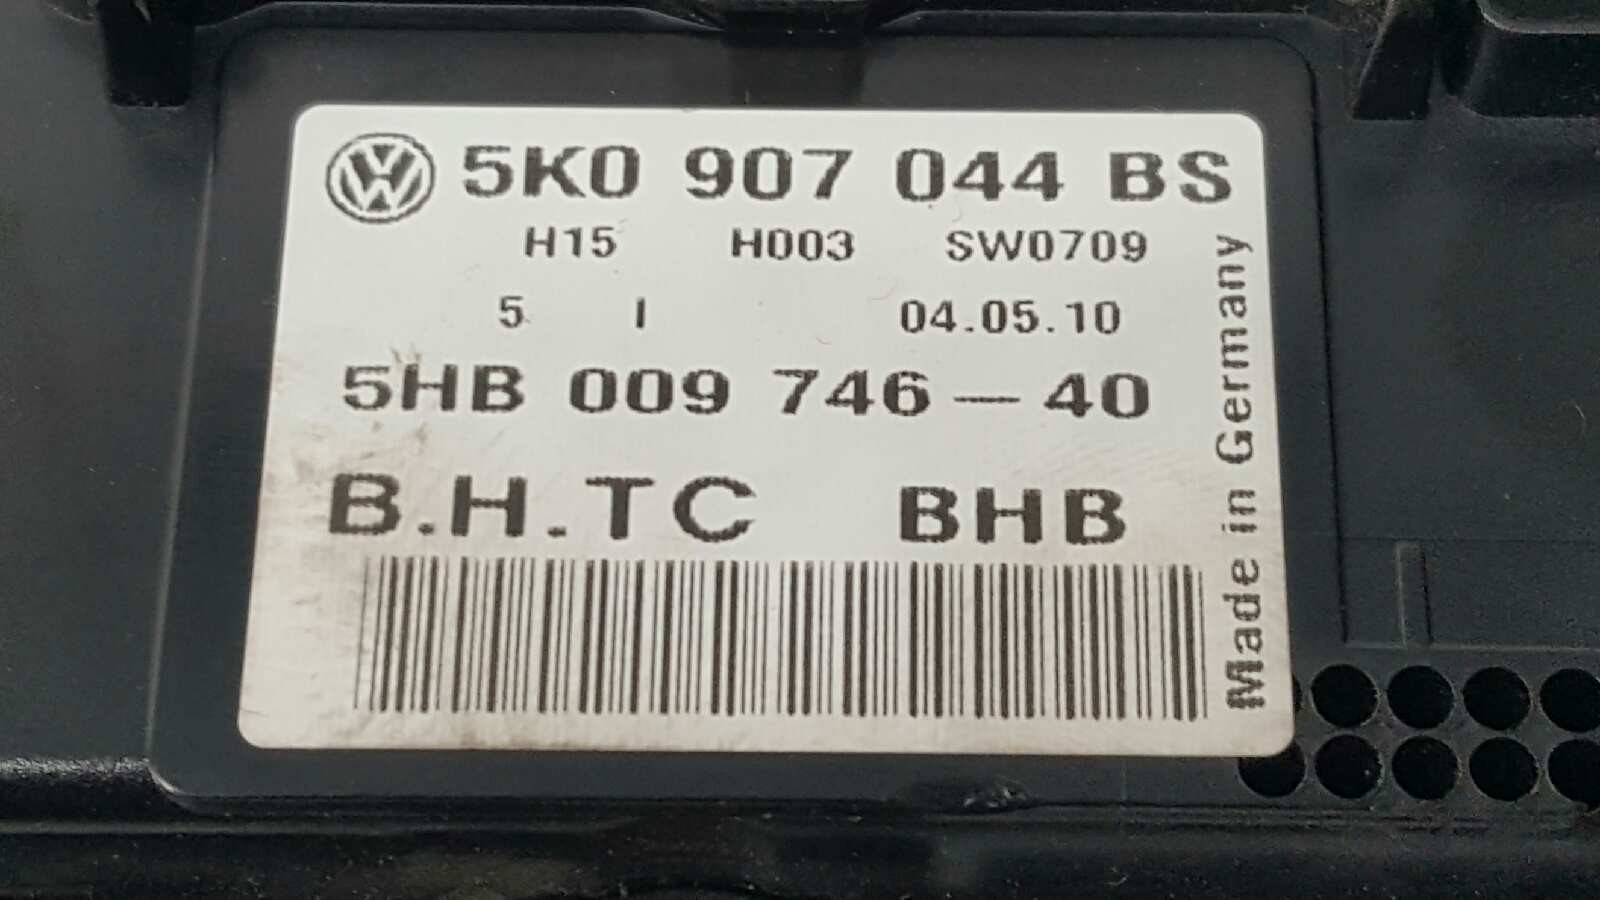 5K0 907 044 BS
H15 H003 SW0709
5 I 04.05.10
5HB 009 746-40
B.H.TC BHB
Made in Germany